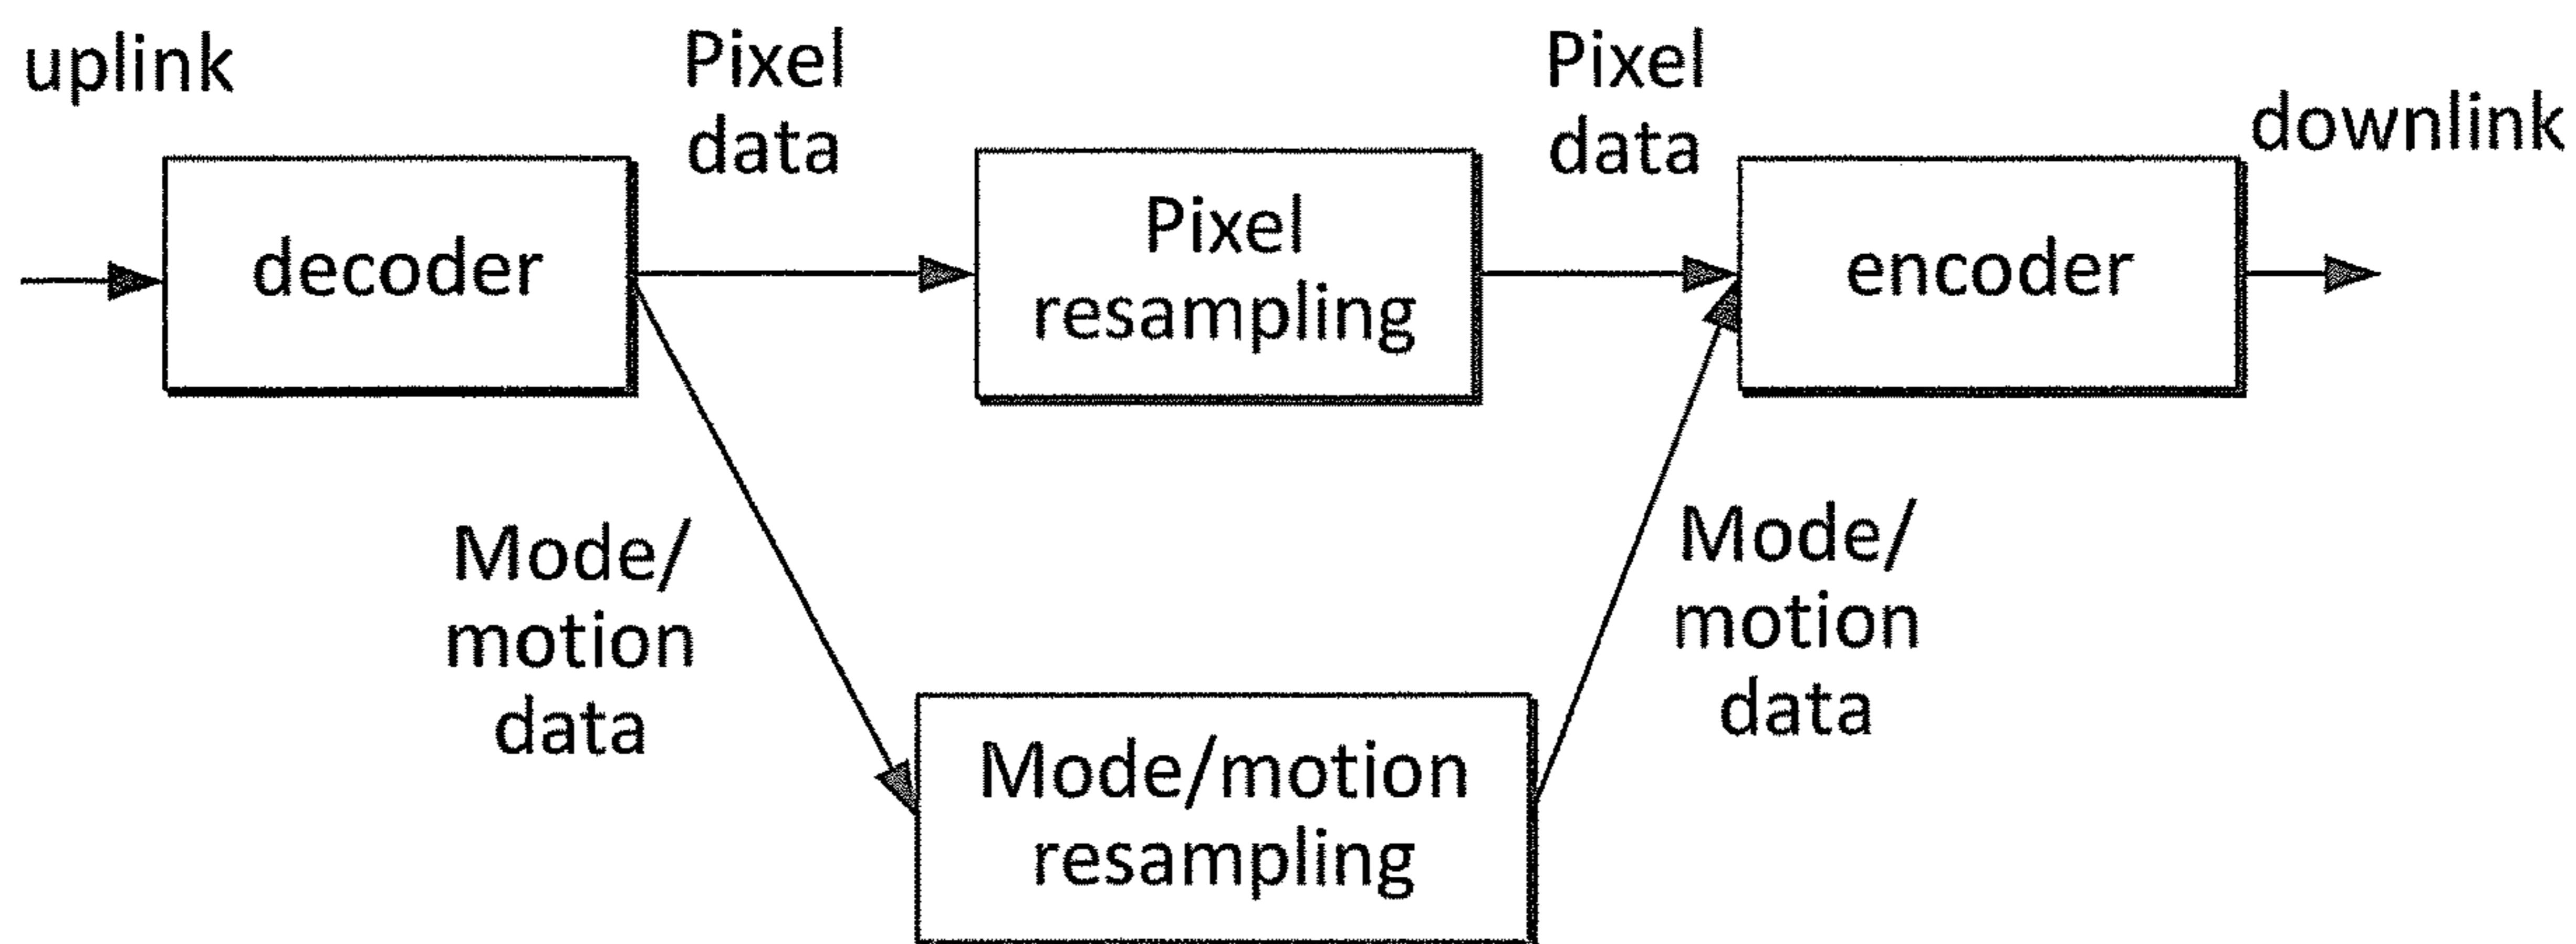 uplink
Pixel
data
Pixel
data
downlink
decoder
Pixel
resampling
encoder
Mode/
motion
data
Mode/
motion
data
Mode/motion
resampling